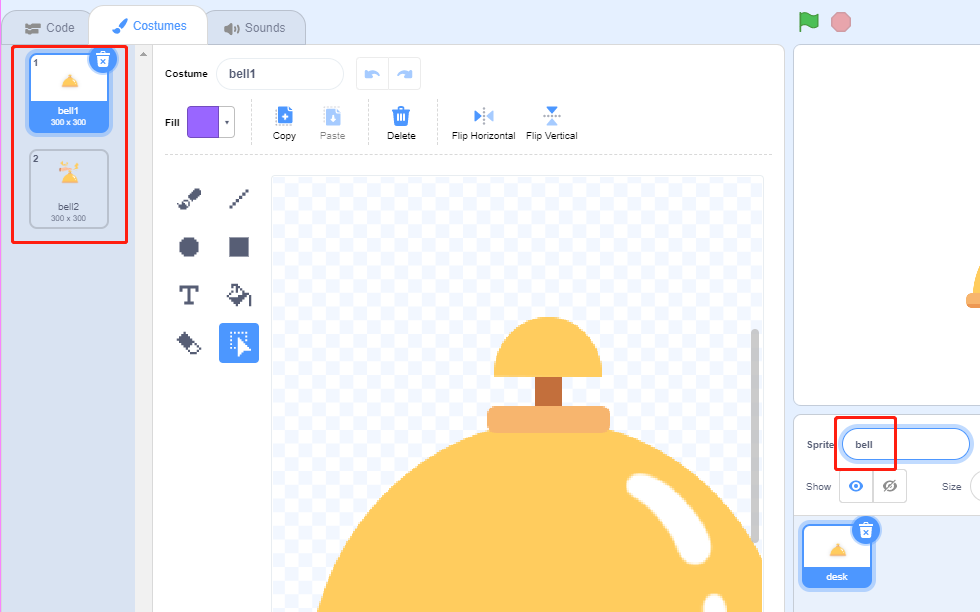 Code
Costumes
Sounds
1
bell1
300 x 300
2
bell2
300 x 300
Costume
bell1
Fill
Copy
Paste
Delete
Flip Horizontal
Flip Vertical
T
Sprite
bell
Show
Size
desk